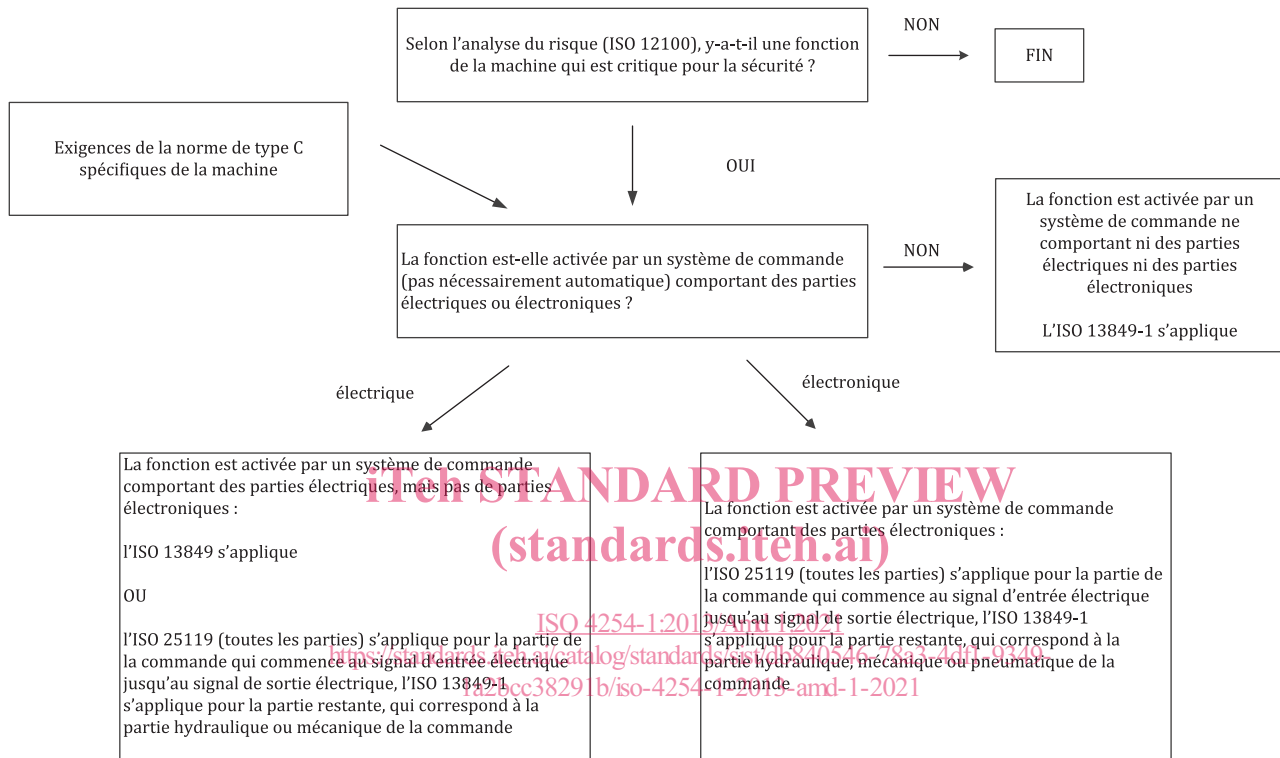 Selon l’analyse du risque (ISO 12100), y-a-t-il une fonction
de la machine qui est critique pour la sécurité ?
NON
FIN
Exigences de la norme de type C
spécifiques de la machine
OUI
La fonction est-elle activée par un système de commande
(pas nécessairement automatique) comportant des parties
électriques ou électroniques ?
NON
La fonction est activée par un
système de commande ne
comportant ni des parties
électriques ni des parties
électroniques
L’ISO 13849-1 s’applique
électrique
électronique
La fonction est activée par un système de commande
comportant des parties électriques, mais pas de parties
électroniques :
l’ISO 13849 s’applique
OU
l’ISO 25119 (toutes les parties) s’applique pour la partie de
la commande qui commence au signal d’entrée électrique
jusqu’au signal de sortie électrique, l’ISO 13849-1
s’applique pour la partie restante, qui correspond à la
partie hydraulique ou mécanique de la commande
La fonction est activée par un système de commande
comportant des parties électroniques :
l’ISO 25119 (toutes les parties) s’applique pour la partie de
la commande qui commence au signal d’entrée électrique
jusqu’au signal de sortie électrique, l’ISO 13849-1
s’applique pour la partie restante, qui correspond à la
partie hydraulique, mécanique ou pneumatique de la
commande
iTeh STANDARD PREVIEW
(standards.iteh.ai)
ISO 4254-1:2013/Amd 1:2021
https://standards.iteh.ai/catalog/standards/sist/db840546-78a3-4df1-9349-
1a2bcc38291b/iso-4254-1-2013-amd-1-2021